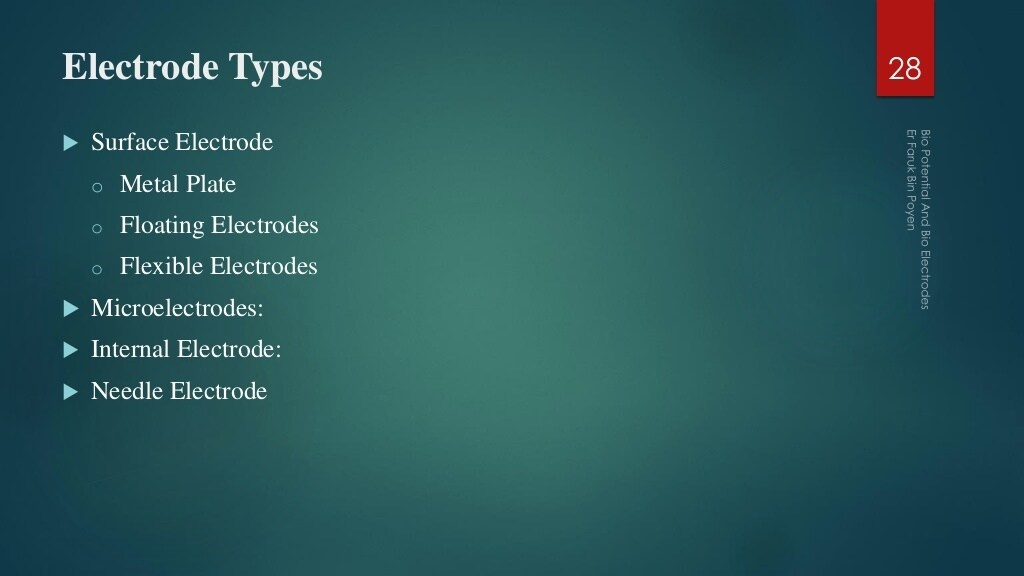 Electrode Types
28
Surface Electrode
Metal Plate
Floating Electrodes
Flexible Electrodes
Microelectrodes:
Internal Electrode:
Needle Electrode
Bio Potential And Bio Electrodes
Er Faruk Bin Poyen